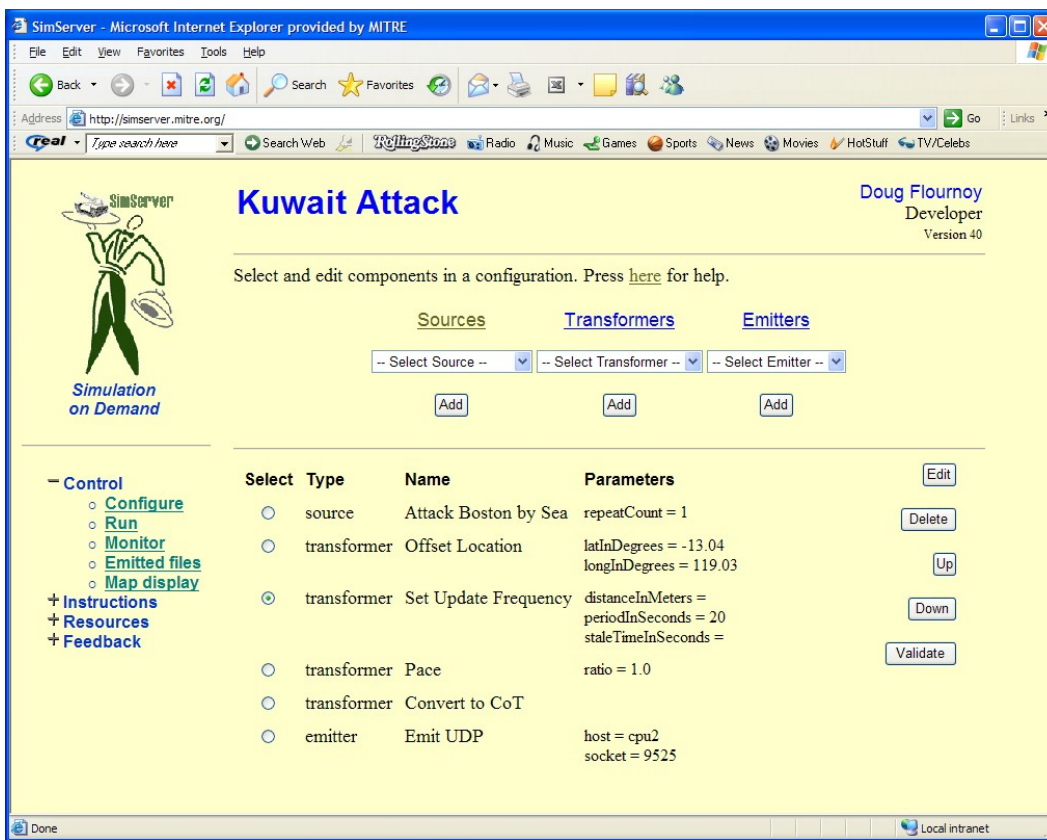 SimServer - Microsoft Internet Explorer provided by MITRE
File Edit View Favorites Tools Help
Back Search Favorites
Address http://simserver.mitre.org/ Go Links
real Type search here Search Web RollingStone Radio Music Games Sports News Movies HotStuff TV/Celebs
SimServer
Simulation
on Demand
Kuwait Attack
Doug Flournoy
Developer
Version 40
Select and edit components in a configuration. Press here for help.
Sources Transformers Emitters
-- Select Source -- -- Select Transformer -- -- Select Emitter --
Add Add Add
Control
Configure
Run
Monitor
Emitted files
Map display
Instructions
Resources
Feedback
Select Type Name Parameters
source Attack Boston by Sea repeatCount = 1
transformer Offset Location latInDegrees = -13.04
longInDegrees = 119.03
transformer Set Update Frequency distanceInMeters =
periodInSeconds = 20
staleTimeInSeconds =
transformer Pace ratio = 1.0
transformer Convert to CoT
emitter Emit UDP host = cpu2
socket = 9525
Edit
Delete
Up
Down
Validate
Done Local intranet